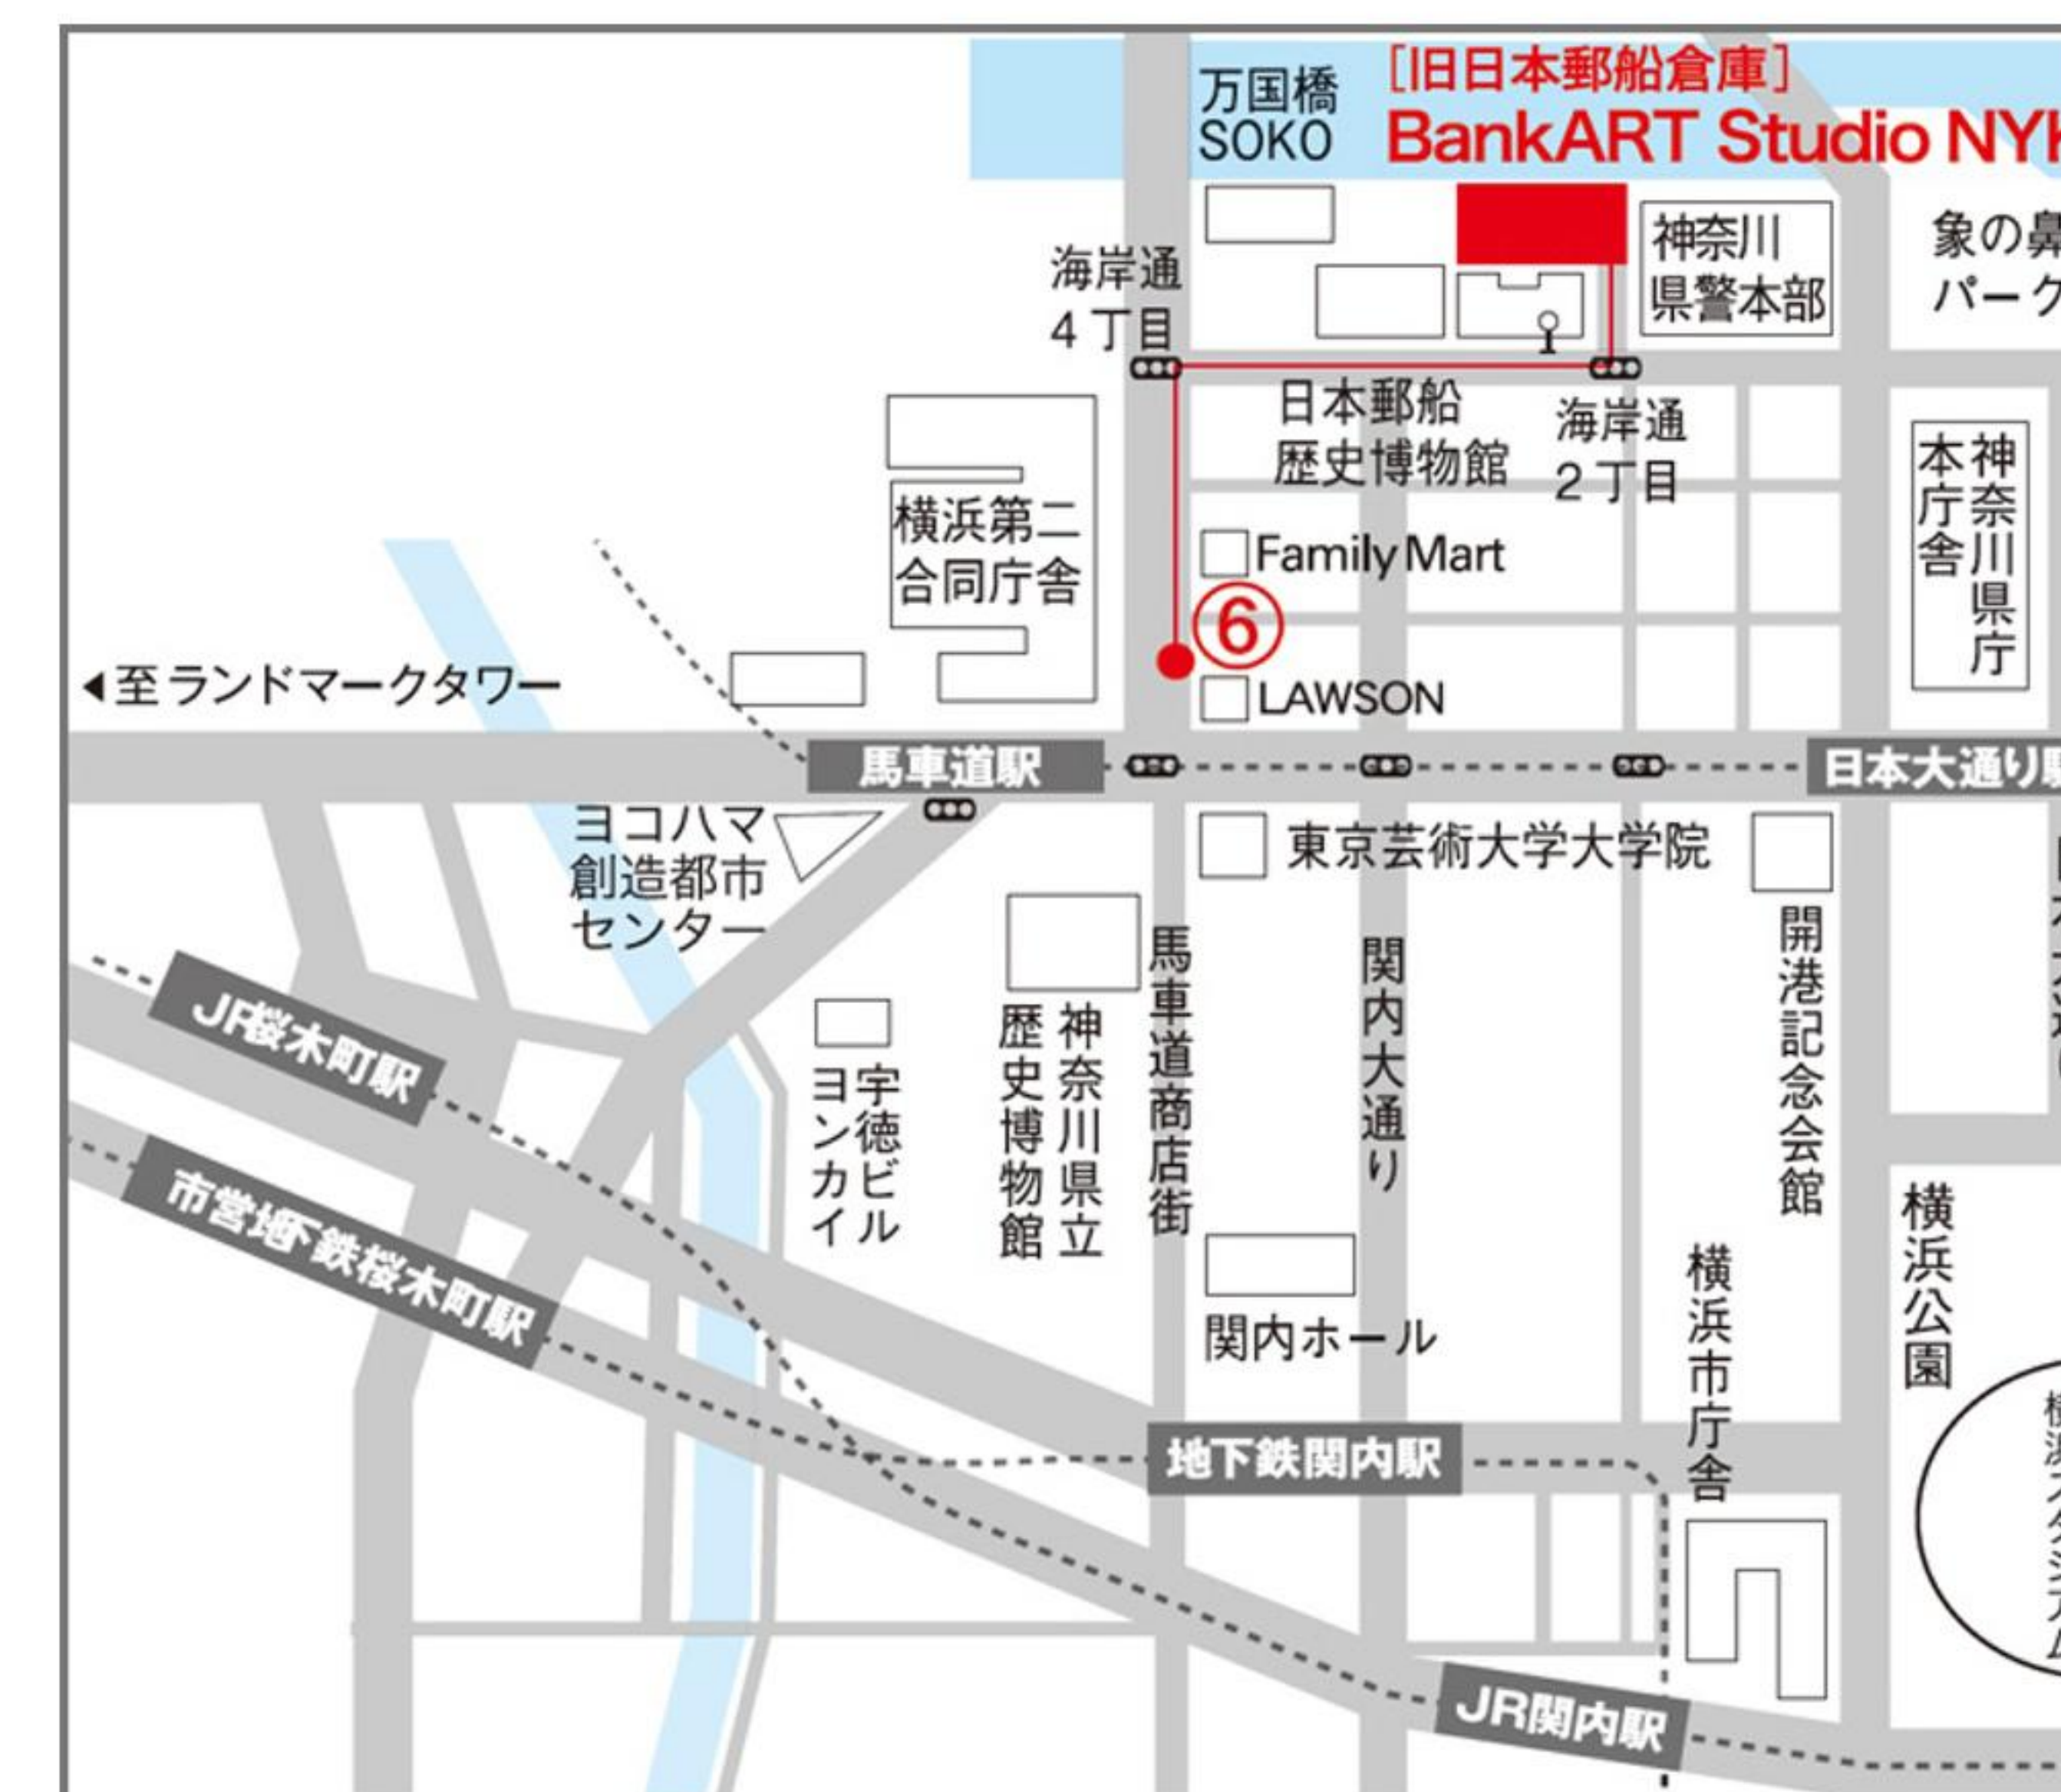 [旧日本郵船倉庫]
万国橋
SOKO
BankART Studio
神奈川
県警本部
象の鼻
パーク
海岸通
4丁目
日本郵船
歴史博物館
海岸通
2丁目
神奈川県庁
本庁舎
横浜第二
合同庁舎
Family Mart
⑥
LAWSON
◀至ランドマークタワー
馬車道駅
日本大通り駅
ヨコハマ
創造都市
センター
東京芸術大学大学院
馬車道商店街
関内大通り
開港記念会館
JR桜木町駅
宇徳ビル
ヨンカイ
神奈川県立
歴史博物館
市営地下鉄桜木町駅
横浜公園
関内ホール
横浜市庁舎
地下鉄関内駅
JR関内駅